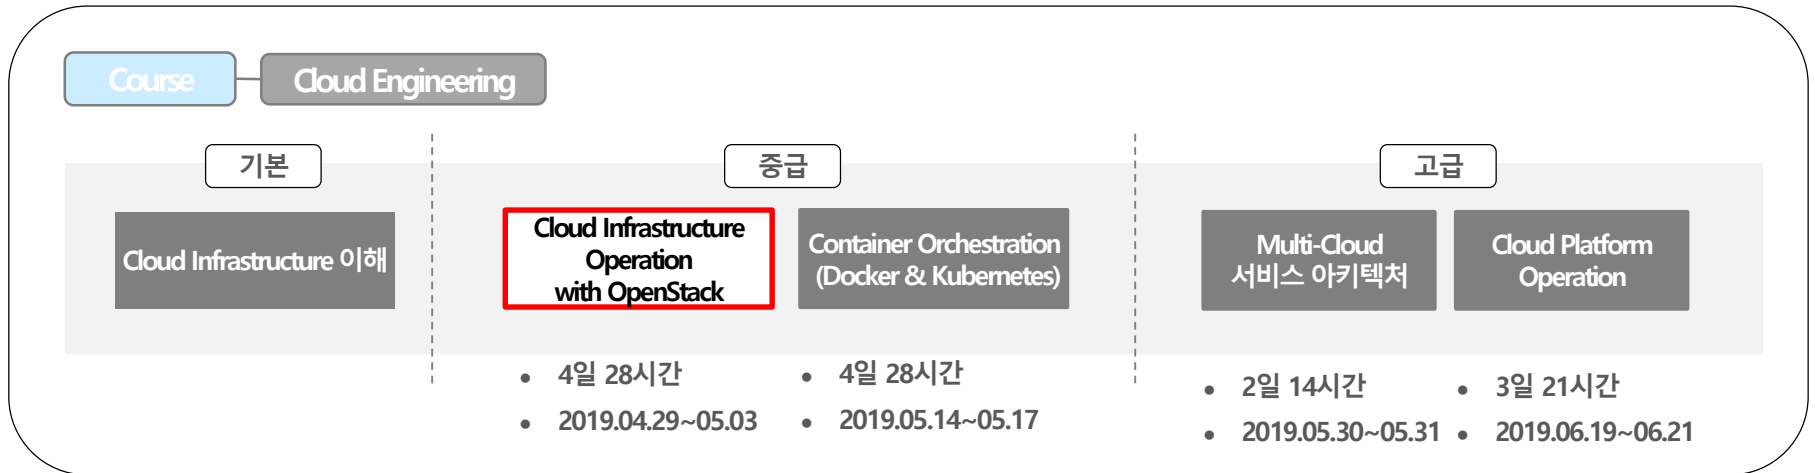 Course
Cloud Engineering
기본
중급
고급
Cloud Infrastructure 이해
Cloud Infrastructure
Operation
with OpenStack
Container Orchestration
(Docker & Kubernetes)
Multi-Cloud
서비스 아키텍처
Cloud Platform
Operation
● 4일 28시간
● 2019.04.29~05.03
● 4일 28시간
● 2019.05.14~05.17
● 2일 14시간
● 2019.05.30~05.31
● 3일 21시간
● 2019.06.19~06.21